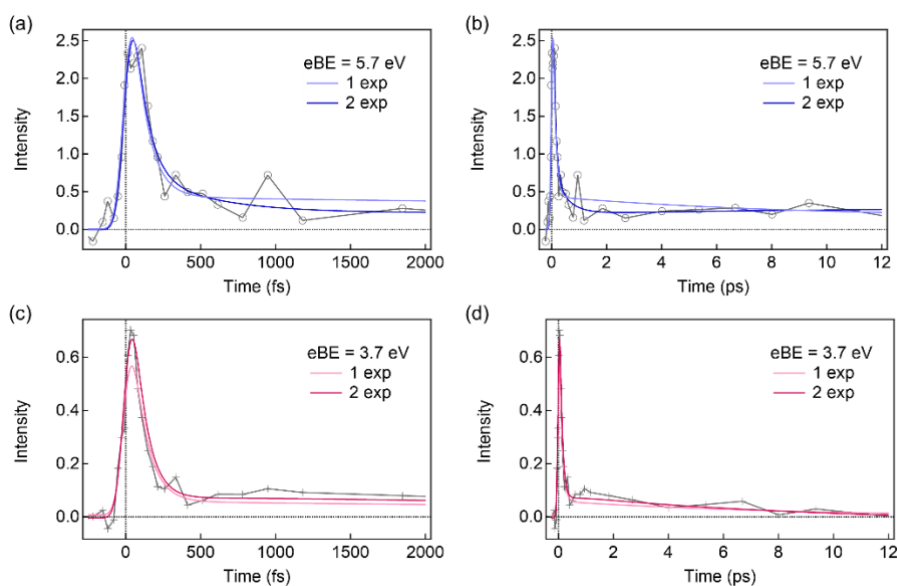 (a)
2.5
2.0
1.5
1.0
0.5
0.0
Intensity
eBE = 5.7 eV
1 exp
2 exp
0 500 1000 1500 2000
Time (fs)
(b)
2.5
2.0
1.5
1.0
0.5
0.0
Intensity
eBE = 5.7 eV
1 exp
2 exp
0 2 4 6 8 10 12
Time (ps)
(c)
0.6
0.4
0.2
0.0
Intensity
eBE = 3.7 eV
1 exp
2 exp
0 500 1000 1500 2000
Time (fs)
(d)
0.6
0.4
0.2
0.0
Intensity
eBE = 3.7 eV
1 exp
2 exp
0 2 4 6 8 10 12
Time (ps)